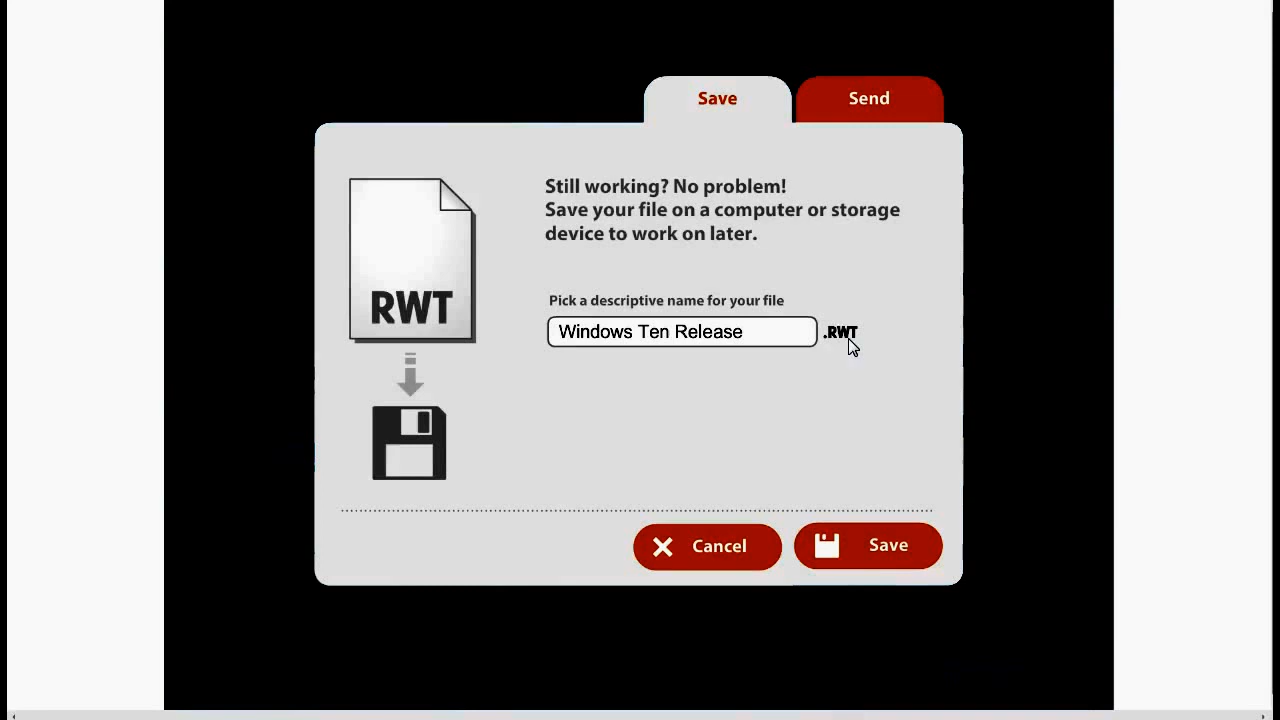 Save
Send
Still working? No problem!
Save your file on a computer or storage
device to work on later.
RWT
Pick a descriptive name for your file
Windows Ten Release .RWT
Cancel
Save